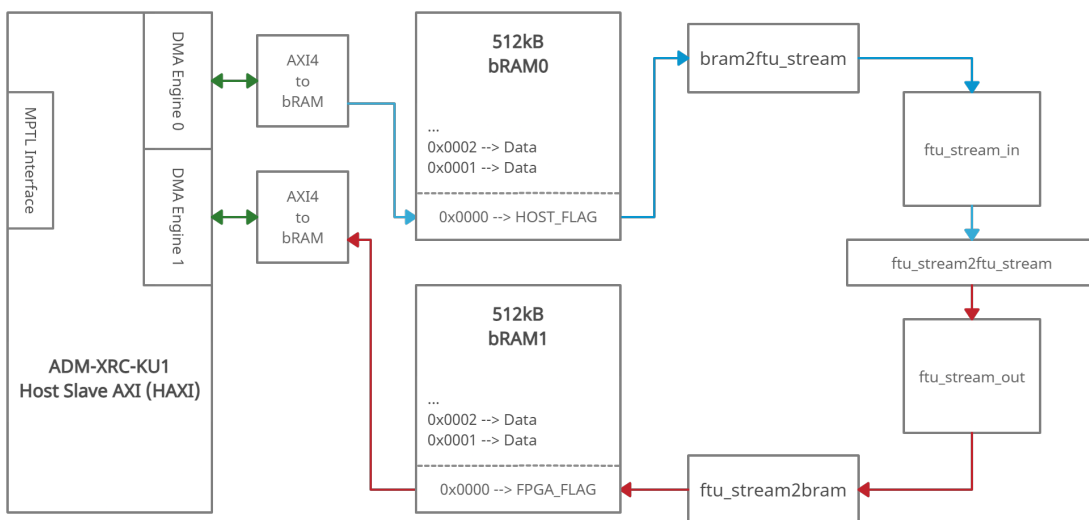 DMA Engine 0
MPTL Interface
DMA Engine 1
ADM-XRC-KU1
Host Slave AXI (HAXI)
AXI4
to
bRAM
AXI4
to
bRAM
512kB
bRAM0
...
0x0002 --> Data
0x0001 --> Data
0x0000 --> HOST_FLAG
512kB
bRAM1
...
0x0002 --> Data
0x0001 --> Data
0x0000 --> FPGA_FLAG
bram2ftu_stream
ftu_stream_in
ftu_stream2ftu_stream
ftu_stream_out
ftu_stream2bram